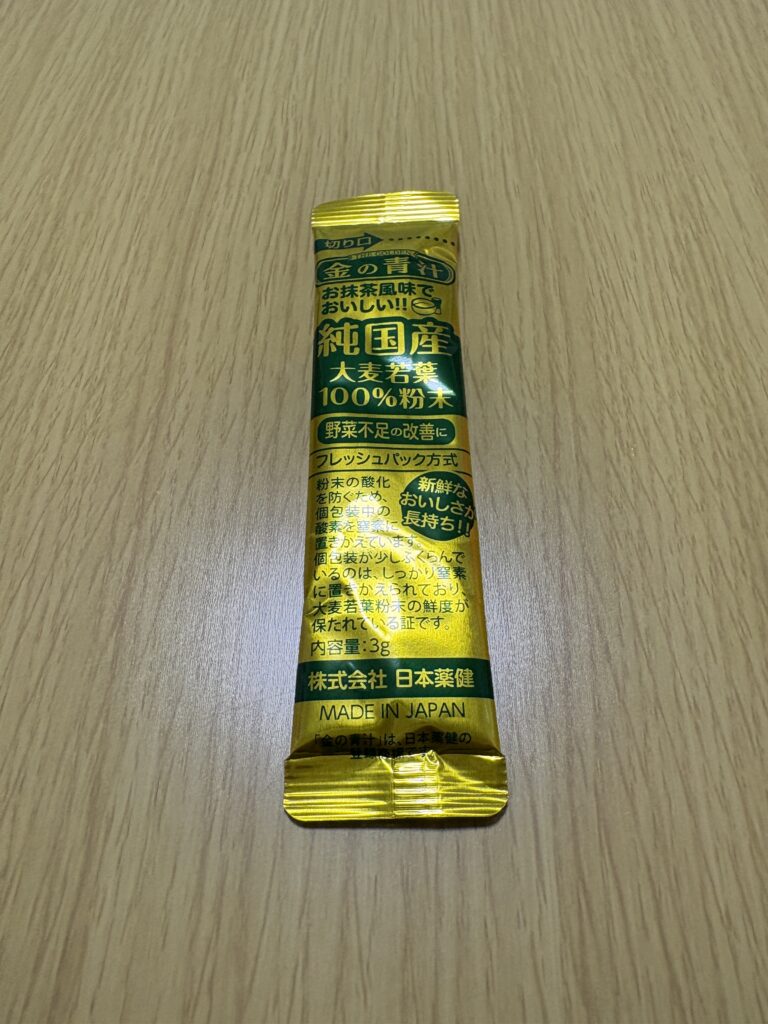 切り口
THE GOLDEN
金の青汁
お抹茶風味で
おいしい!!
純国産
大麦若葉
100%粉末
野菜不足の改善に
フレッシュパック方式
粉末の酸化
を防ぐため、
個包装中の
酸素を窒素に
置きかえています。
個包装が少しふくらんで
いるのは、しっかり窒素
に置きかえられており、
大麦若葉粉末の鮮度が
保たれている証です。
新鮮な
おいしさが
長持ち!!
内容量:3g
株式会社 日本薬健
MADE IN JAPAN
「金の青汁」は、日本薬健の
登録商標です。